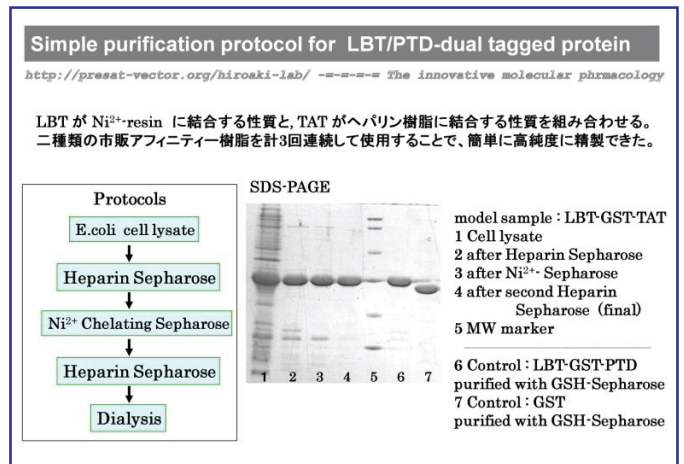 Simple purification protocol for LBT/PTD-dual tagged protein
http://presat-vector.org/hiroaki-lab/ -=-=-=-= The innovative molecular phrmacology
LBT が Ni2+-resin に結合する性質と, TAT がヘパリン樹脂に結合する性質を組み合わせる。
二種類の市販アフィニティー樹脂を計3回連続して使用することで、簡単に高純度に精製できた。
Protocols
E.coli cell lysate
Heparin Sepharose
Ni2+ Chelating Sepharose
Heparin Sepharose
Dialysis
SDS-PAGE
1 2 3 4 5 6 7
model sample : LBT-GST-TAT
1 Cell lysate
2 after Heparin Sepharose
3 after Ni2+- Sepharose
4 after second Heparin
Sepharose (final)
5 MW marker
6 Control : LBT-GST-PTD
purified with GSH-Sepharose
7 Control : GST
purified with GSH-Sepharose